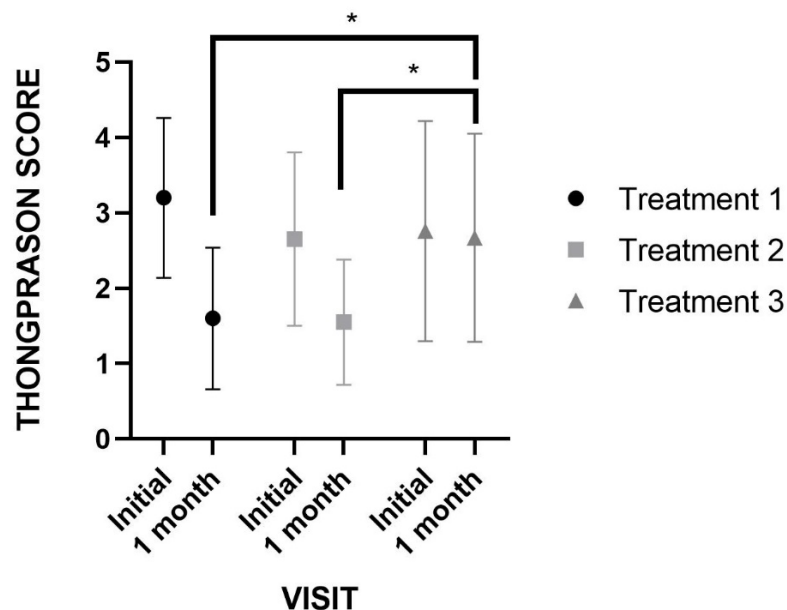 *
*
THONGPRASON SCORE
5
4
3
2
1
0
Initial
1 month
Initial
1 month
Initial
1 month
VISIT
Treatment 1
Treatment 2
Treatment 3